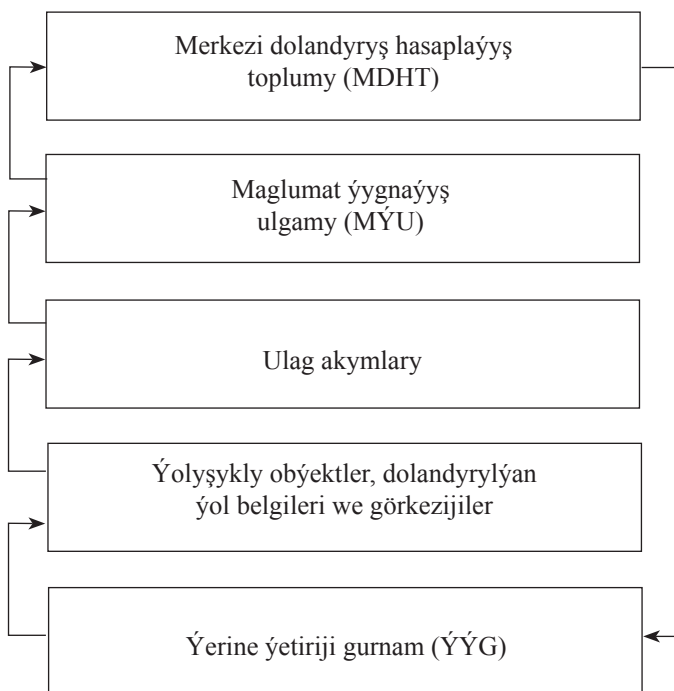 Merkezi dolandyryş hasaplaýyş
toplumy (MDHT)
Maglumat ýygnaýyş
ulgamy (MÝU)
Ulag akymlary
Ýolyşykly obýektler, dolandyrylýan
ýol belgileri we görkezijiler
Ýerine ýetiriji gurnam (ÝÝG)